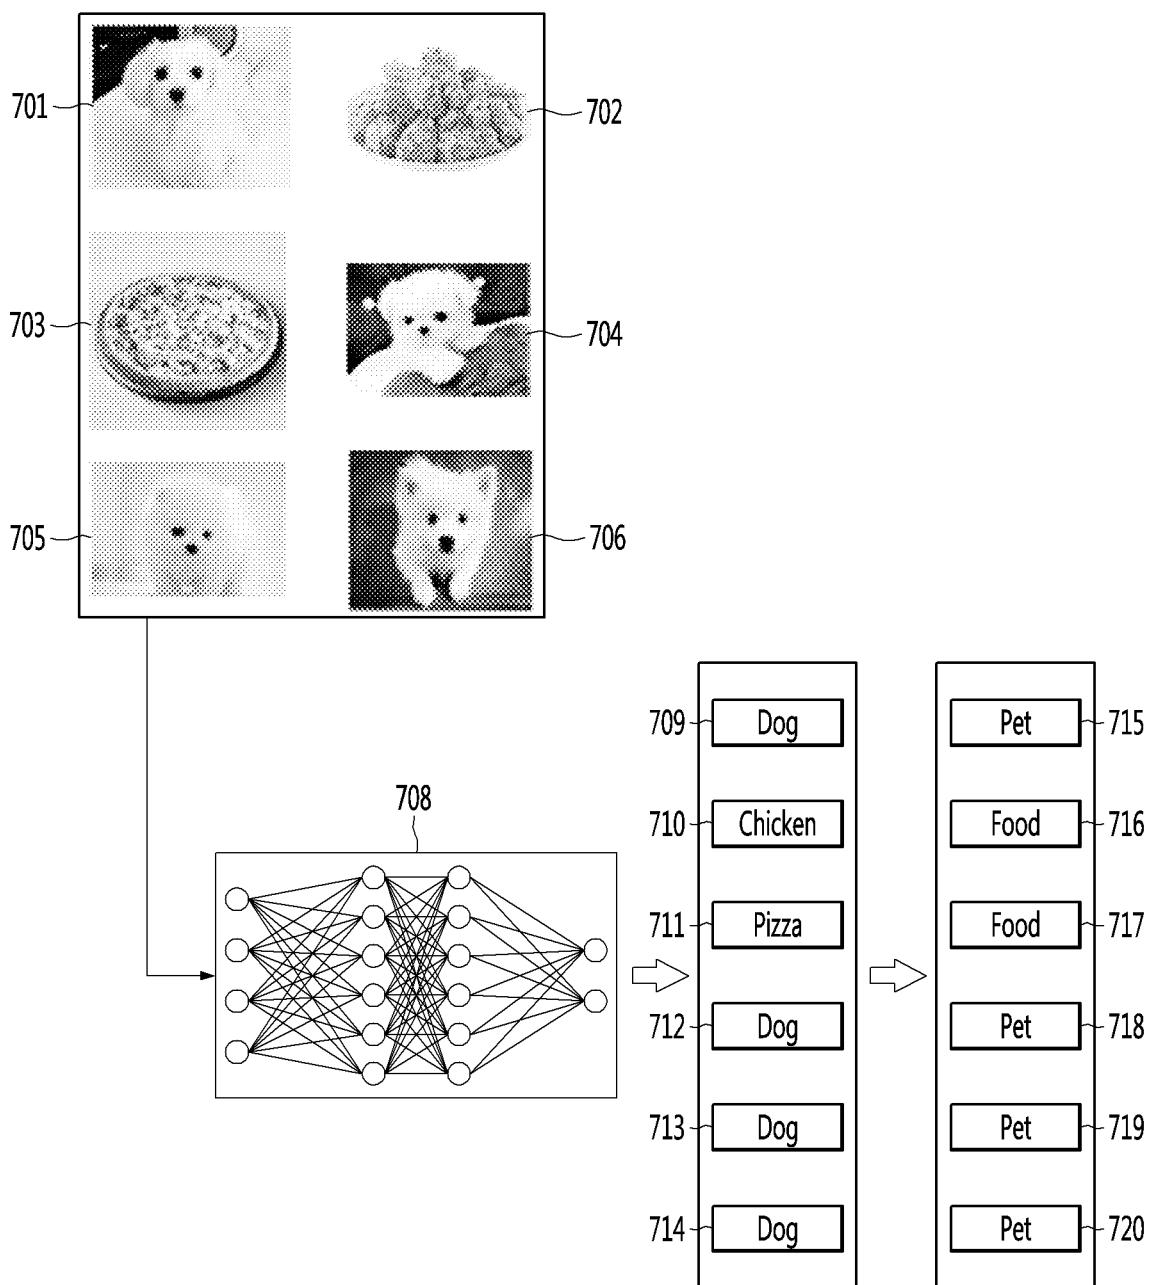 701
702
703
704
705
706
708
709 Dog Pet 715
710 Chicken Food 716
711 Pizza Food 717
712 Dog Pet 718
713 Dog Pet 719
714 Dog Pet 720